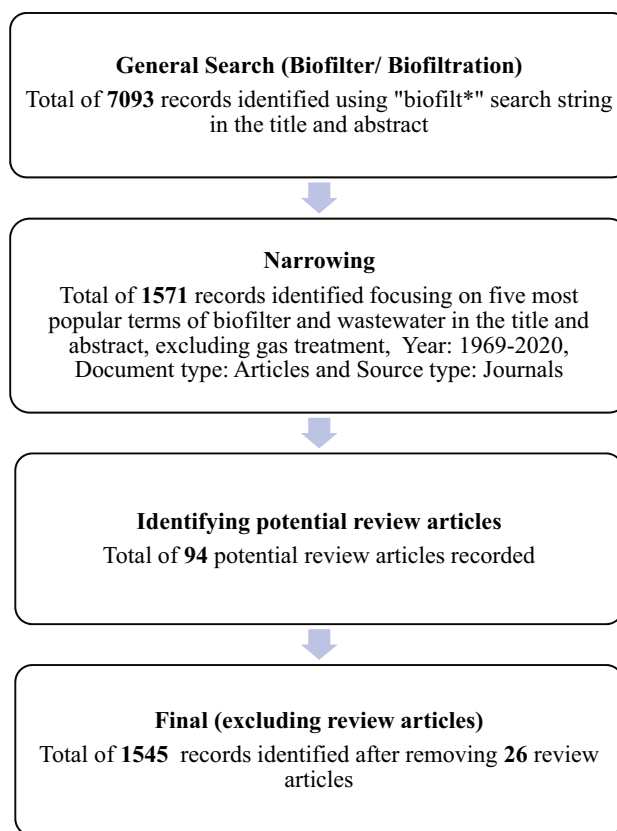 General Search (Biofilter/ Biofiltration)
Total of 7093 records identified using "biofilt*" search string
in the title and abstract
Narrowing
Total of 1571 records identified focusing on five most
popular terms of biofilter and wastewater in the title and
abstract, excluding gas treatment, Year: 1969-2020,
Document type: Articles and Source type: Journals
Identifying potential review articles
Total of 94 potential review articles recorded
Final (excluding review articles)
Total of 1545 records identified after removing 26 review
articles